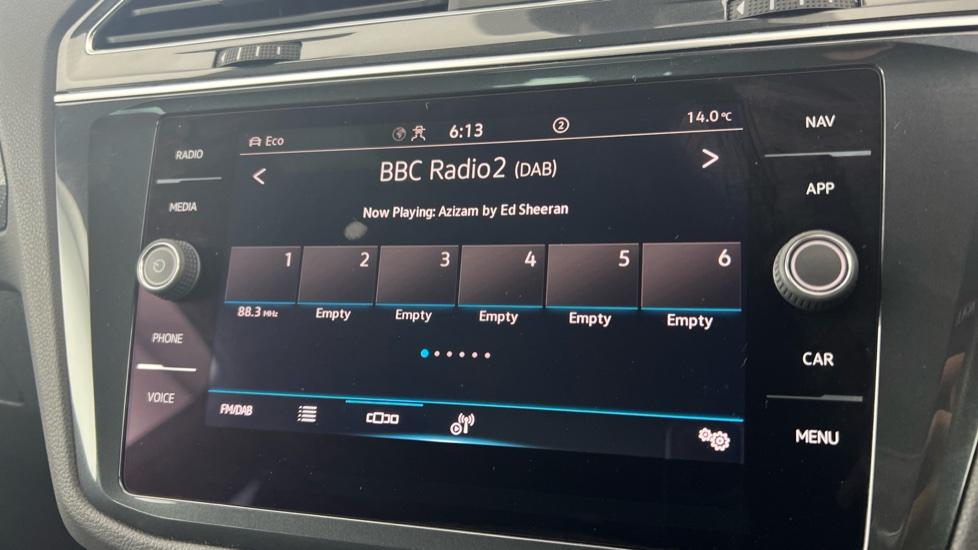 RADIO
MEDIA
PHONE
VOICE
Eco 6:13 2 14.0°C
< BBC Radio2 (DAB) >
Now Playing: Azizam by Ed Sheeran
1 2 3 4 5 6
88.3 MHz Empty Empty Empty Empty Empty
FM/DAB
NAV
APP
CAR
MENU